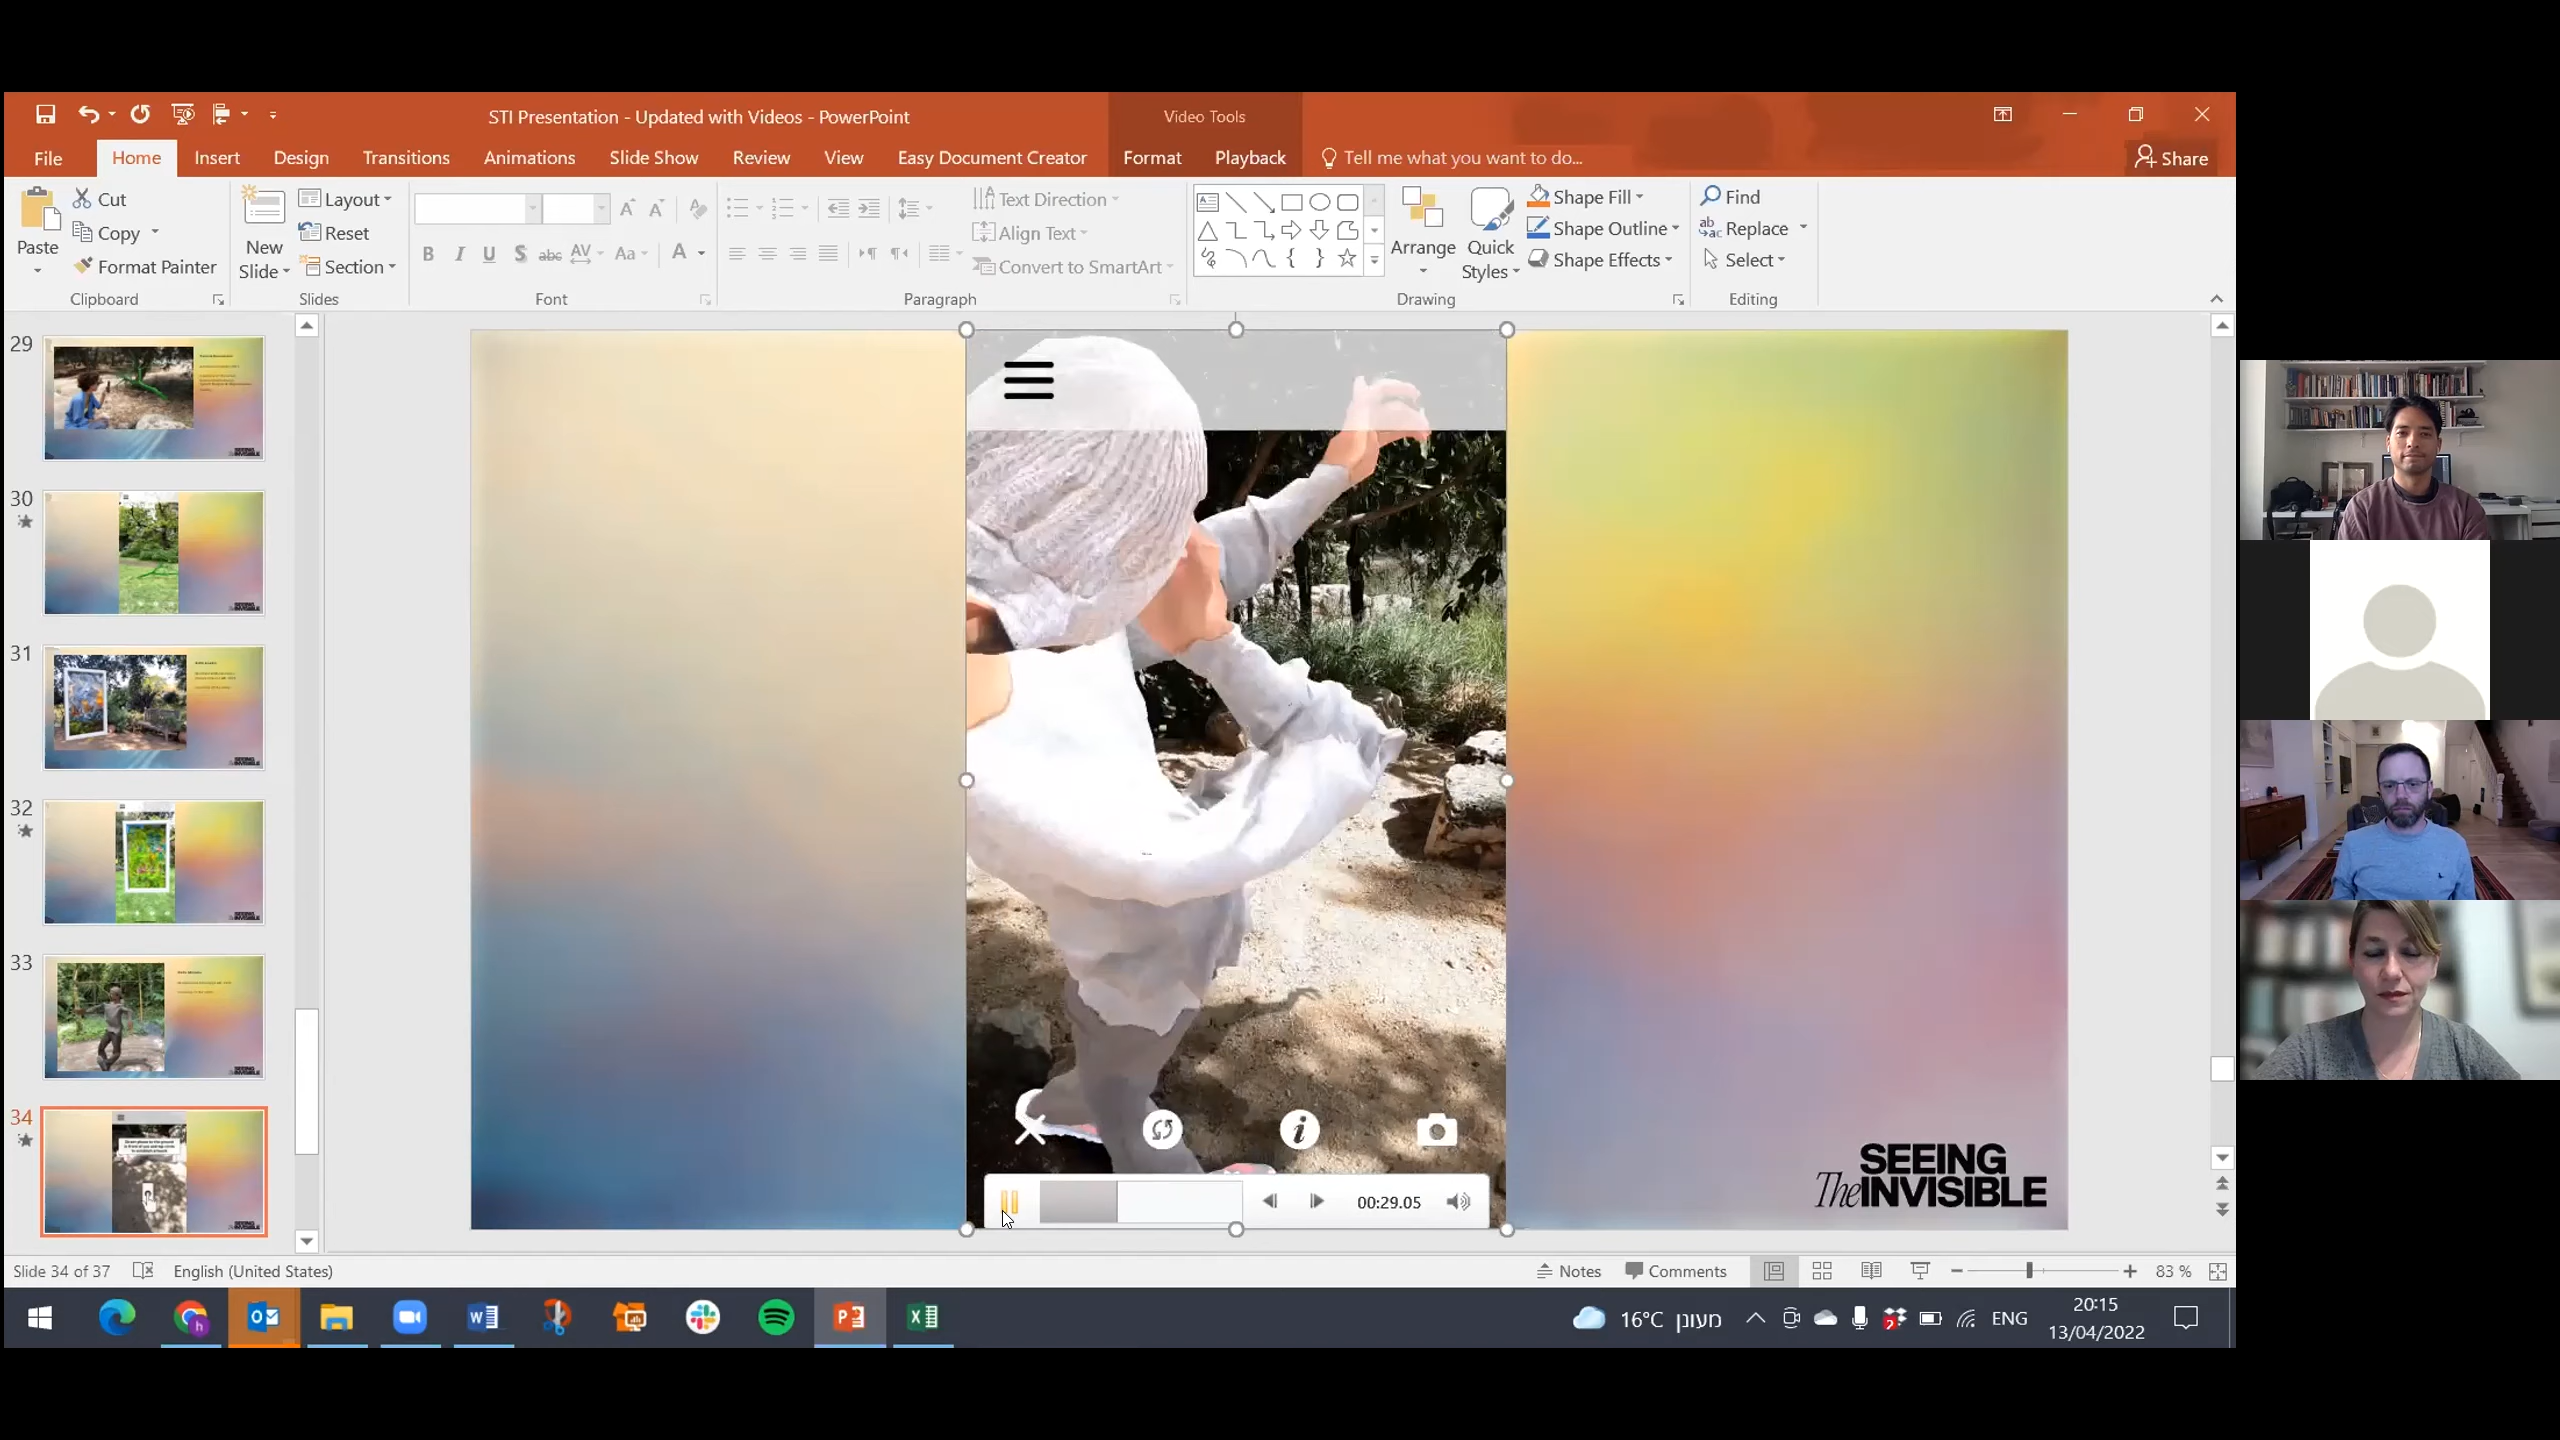 STI Presentation - Updated with Videos - PowerPoint
Video Tools
File Home Insert Design Transitions Animations Slide Show Review View Easy Document Creator Format Playback Tell me what you want to do... Share
Paste
Cut
Copy
Format Painter
Clipboard
New Slide
Layout
Reset
Section
Slides
B I U S abc AV Aa A
Font
Text Direction
Align Text
Convert to SmartArt
Paragraph
Arrange
Quick Styles
Shape Fill
Shape Outline
Shape Effects
Drawing
Find
Replace
Select
Editing
29
30
31
32
33
34
00:29.05
SEEING
The INVISIBLE
Slide 34 of 37 English (United States) Notes Comments 83 %
16°C מעונן ENG
20:15
13/04/2022